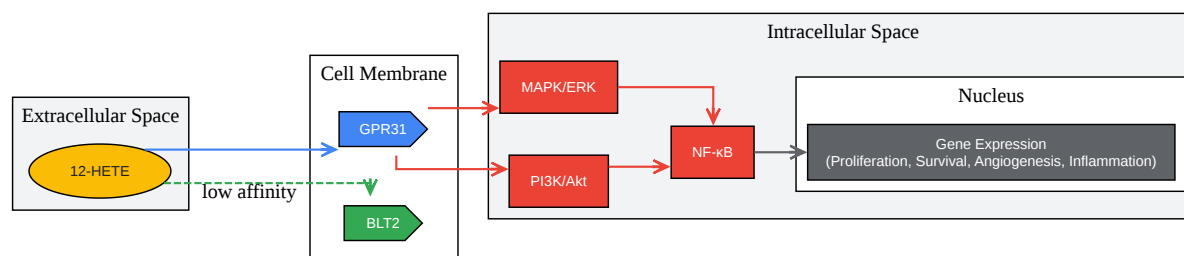 Extracellular Space
12-HETE
low affinity
Cell Membrane
GPR31
BLT2
Intracellular Space
MAPK/ERK
PI3K/Akt
NF-κB
Nucleus
Gene Expression
(Proliferation, Survival, Angiogenesis, Inflammation)